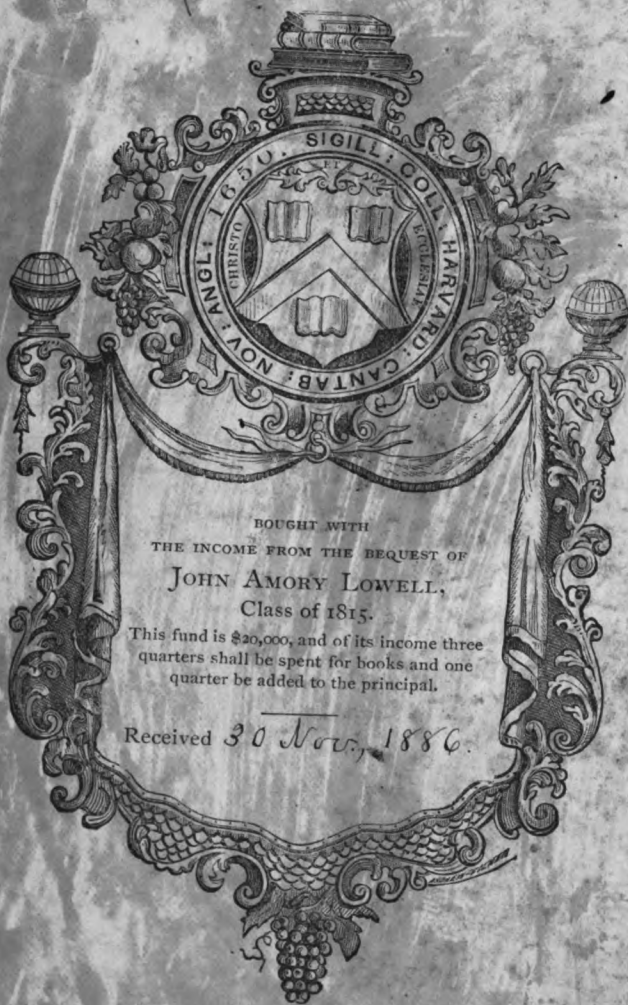 SIGILL: COLL: HARVARD: CANTAB: NOV: ANGL: 1650.
ET
CHRISTO
ECCLESIÆ
BOUGHT WITH
THE INCOME FROM THE BEQUEST OF
JOHN AMORY LOWELL,
Class of 1815.
This fund is $20,000, and of its income three
quarters shall be spent for books and one
quarter be added to the principal.
Received 30 Nov., 1886.